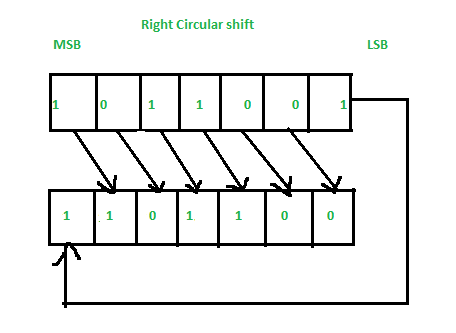 Right Circular shift
MSB LSB
1 0 1 1 0 0 1
1 1 0 1 1 0 0